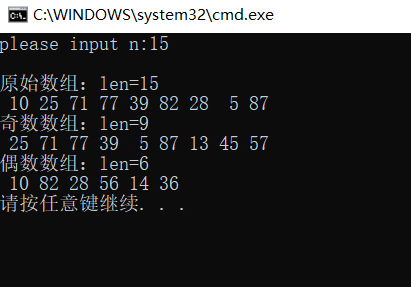 C:\WINDOWS\system32\cmd.exe
please input n:15
原始数组：len=15
10 25 71 77 39 82 28  5 87
奇数数组：len=9
25 71 77 39  5 87 13 45 57
偶数数组：len=6
10 82 28 56 14 36
请按任意键继续. . .